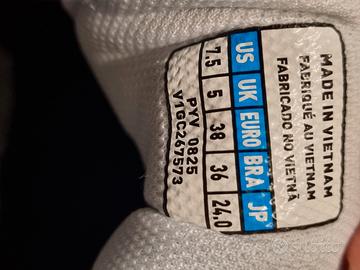 MADE IN VIETNAM
FABRIQUÉ AU VIETNAM
FABRICADO NO VIETNÃ
US UK EURO BRA JP
7.5 5 38 36 24,0
PYV 0825
V1GC267573